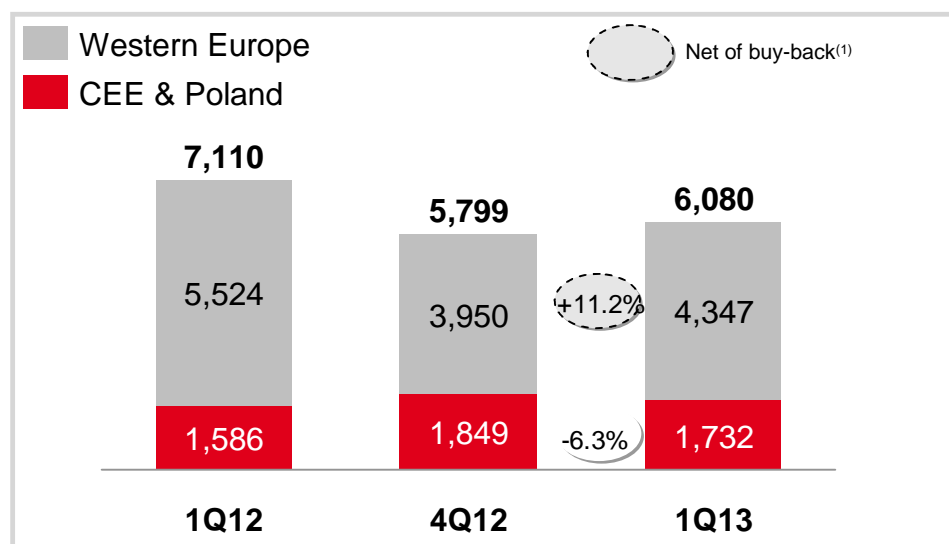 Western Europe
Net of buy-back(1)
CEE & Poland
7,110
5,799
6,080
5,524
3,950
+11.2%
4,347
1,586
1,849
-6.3%
1,732
1Q12
4Q12
1Q13